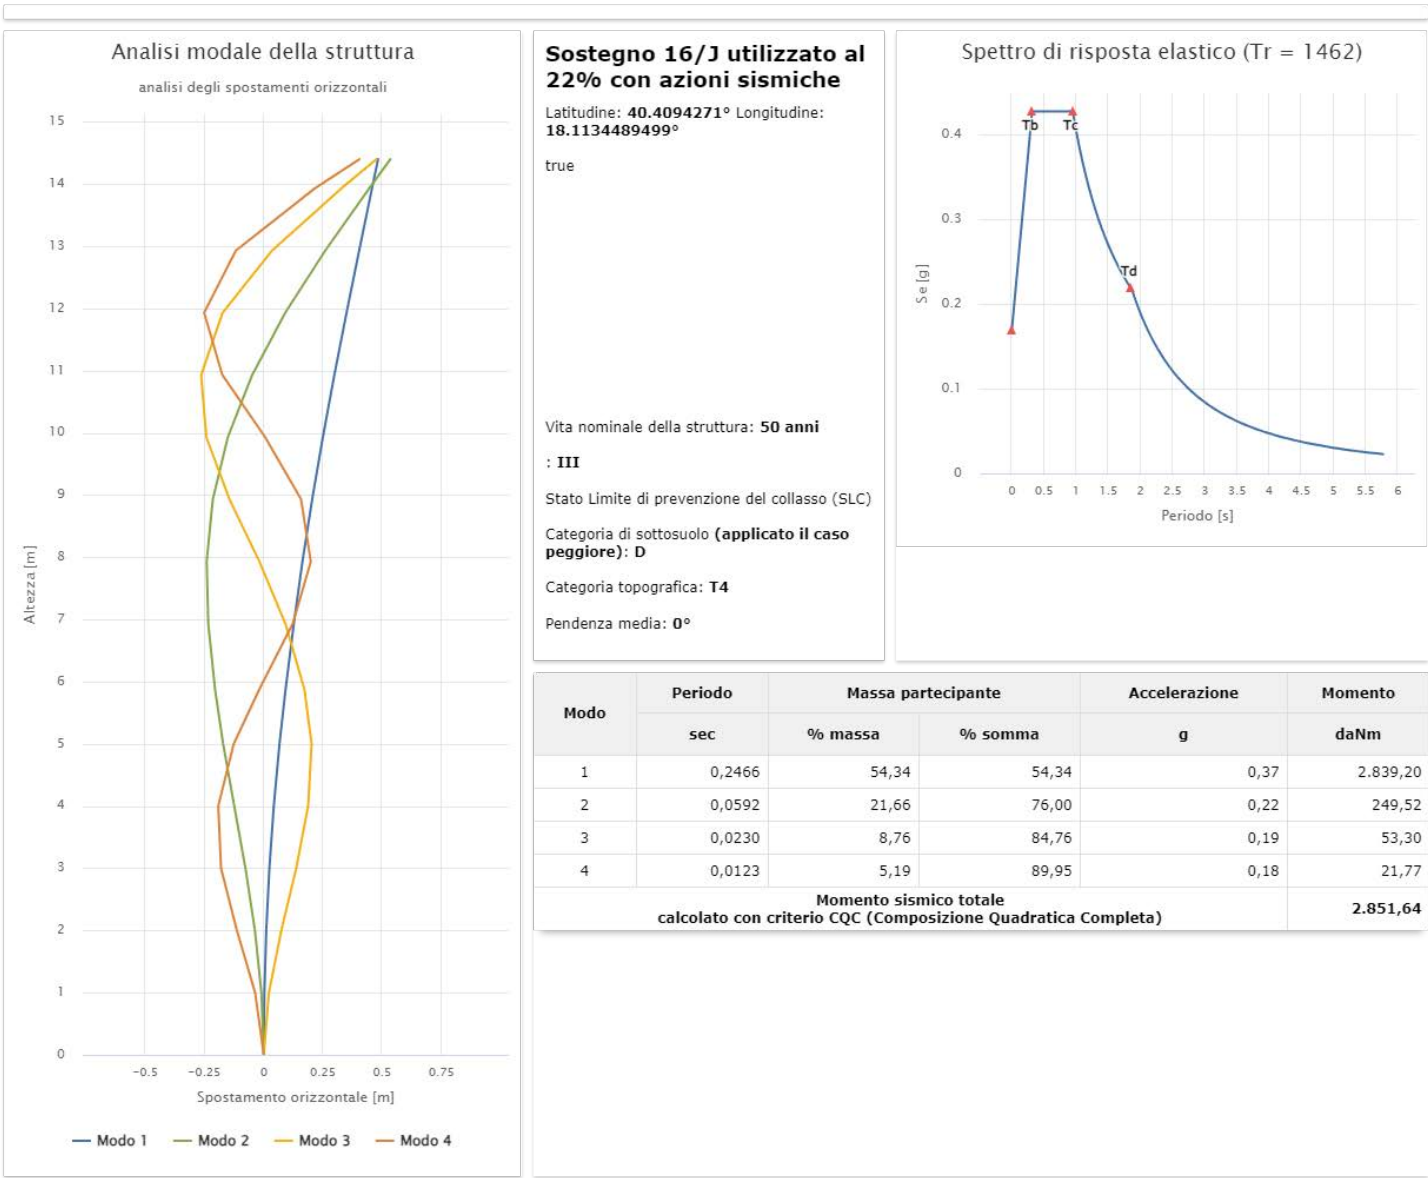 Analisi modale della struttura
analisi degli spostamenti orizzontali
15
14
13
12
11
10
9
8
7
6
5
4
3
2
1
0
Altezza [m]
−0.5 −0.25 0 0.25 0.5 0.75
Spostamento orizzontale [m]
Modo 1 Modo 2 Modo 3 Modo 4
Sostegno 16/J utilizzato al
22% con azioni sismiche
Latitudine: 40.4094271° Longitudine:
18.1134489499°
true
Vita nominale della struttura: 50 anni
: III
Stato Limite di prevenzione del collasso (SLC)
Categoria di sottosuolo (applicato il caso
peggiore): D
Categoria topografica: T4
Pendenza media: 0°
Spettro di risposta elastico (Tr = 1462)
0.4
0.3
0.2
0.1
0
Se [g]
Tb Tc
Td
0 0.5 1 1.5 2 2.5 3 3.5 4 4.5 5 5.5 6
Periodo [s]
Modo Periodo Massa partecipante Accelerazione Momento
sec % massa % somma g daNm
1 0,2466 54,34 54,34 0,37 2.839,20
2 0,0592 21,66 76,00 0,22 249,52
3 0,0230 8,76 84,76 0,19 53,30
4 0,0123 5,19 89,95 0,18 21,77
Momento sismico totale
calcolato con criterio CQC (Composizione Quadratica Completa) 2.851,64